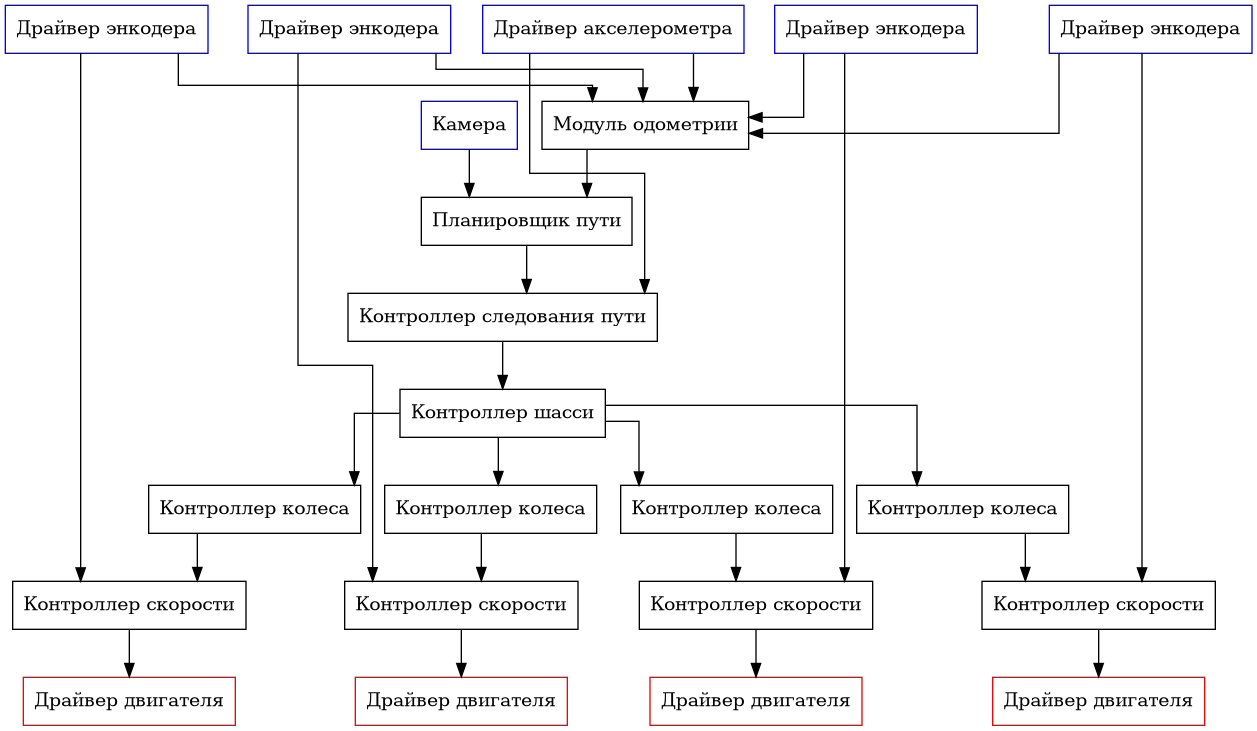 Драйвер энкодера
Драйвер энкодера
Драйвер акселерометра
Драйвер энкодера
Драйвер энкодера
Камера
Модуль одометрии
Планировщик пути
Контроллер следования пути
Контроллер шасси
Контроллер колеса
Контроллер колеса
Контроллер колеса
Контроллер колеса
Контроллер скорости
Контроллер скорости
Контроллер скорости
Контроллер скорости
Драйвер двигателя
Драйвер двигателя
Драйвер двигателя
Драйвер двигателя